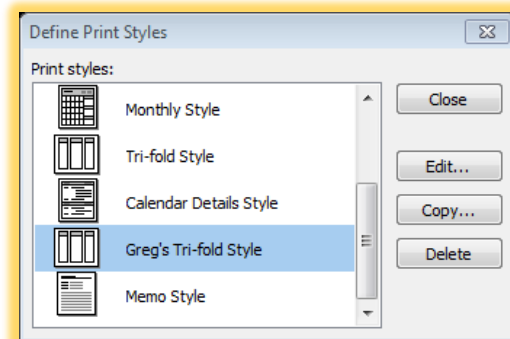 Define Print Styles
Print styles:
Monthly Style
Close
Tri-fold Style
Edit...
Calendar Details Style
Copy...
Greg's Tri-fold Style
Delete
Memo Style